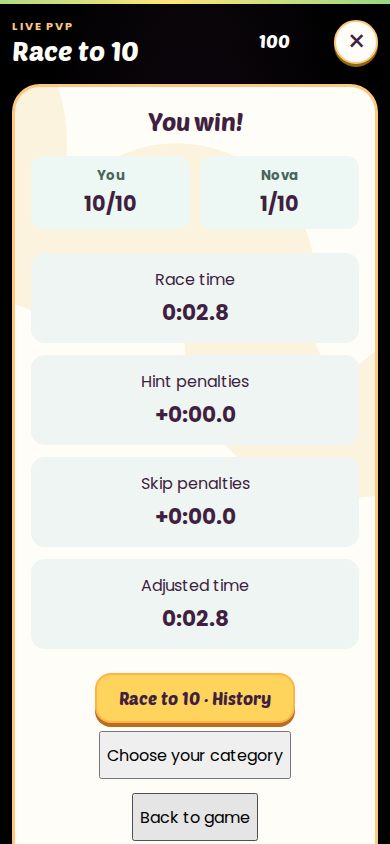 LIVE PVP
Race to 10
100
×
You win!
You
10/10
Nova
1/10
Race time
0:02.8
Hint penalties
+0:00.0
Skip penalties
+0:00.0
Adjusted time
0:02.8
Race to 10 · History
Choose your category
Back to game